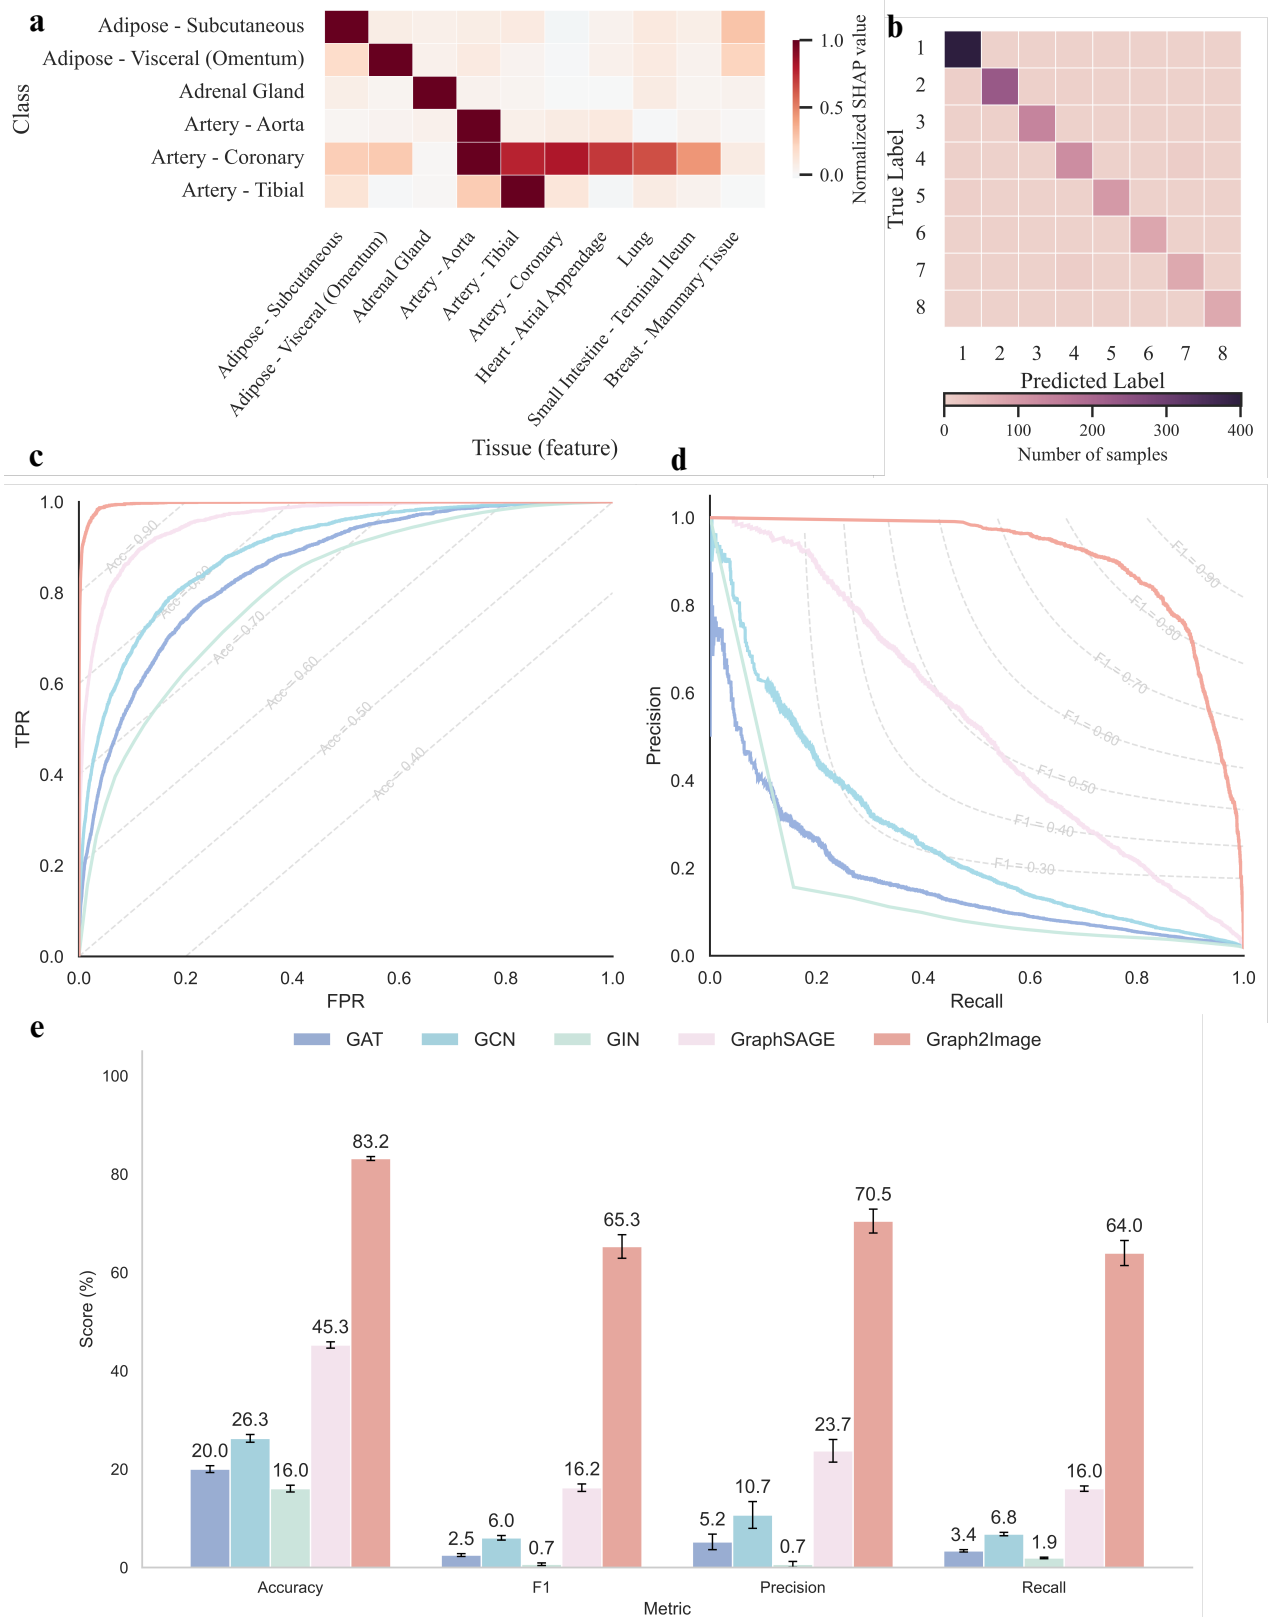 a
Class
Adipose - Subcutaneous
Adipose - Visceral (Omentum)
Adrenal Gland
Artery - Aorta
Artery - Coronary
Artery - Tibial
Adipose - Subcutaneous
Adipose - Visceral (Omentum)
Adrenal Gland
Artery - Aorta
Artery - Tibial
Artery - Coronary
Heart - Atrial Appendage
Lung
Small Intestine - Terminal Ileum
Breast - Mammary Tissue
Tissue (feature)
1.0
0.5
0.0
Normalized SHAP value
b
True Label
1
2
3
4
5
6
7
8
1 2 3 4 5 6 7 8
Predicted Label
0 100 200 300 400
Number of samples
c
TPR
1.0
0.8
0.6
0.4
0.2
0.0
Acc = 0.90
Acc = 0.80
Acc = 0.70
Acc = 0.60
Acc = 0.50
Acc = 0.40
0.0 0.2 0.4 0.6 0.8 1.0
FPR
d
Precision
1.0
0.8
0.6
0.4
0.2
0.0
F1 = 0.90
F1 = 0.80
F1 = 0.70
F1 = 0.60
F1 = 0.50
F1 = 0.40
F1 = 0.30
0.0 0.2 0.4 0.6 0.8 1.0
Recall
e
GAT GCN GIN GraphSAGE Graph2Image
Score (%)
100
80
60
40
20
0
20.0 26.3 16.0 45.3 83.2
2.5 6.0 0.7 16.2 65.3
5.2 10.7 0.7 23.7 70.5
3.4 6.8 1.9 16.0 64.0
Accuracy F1 Precision Recall
Metric